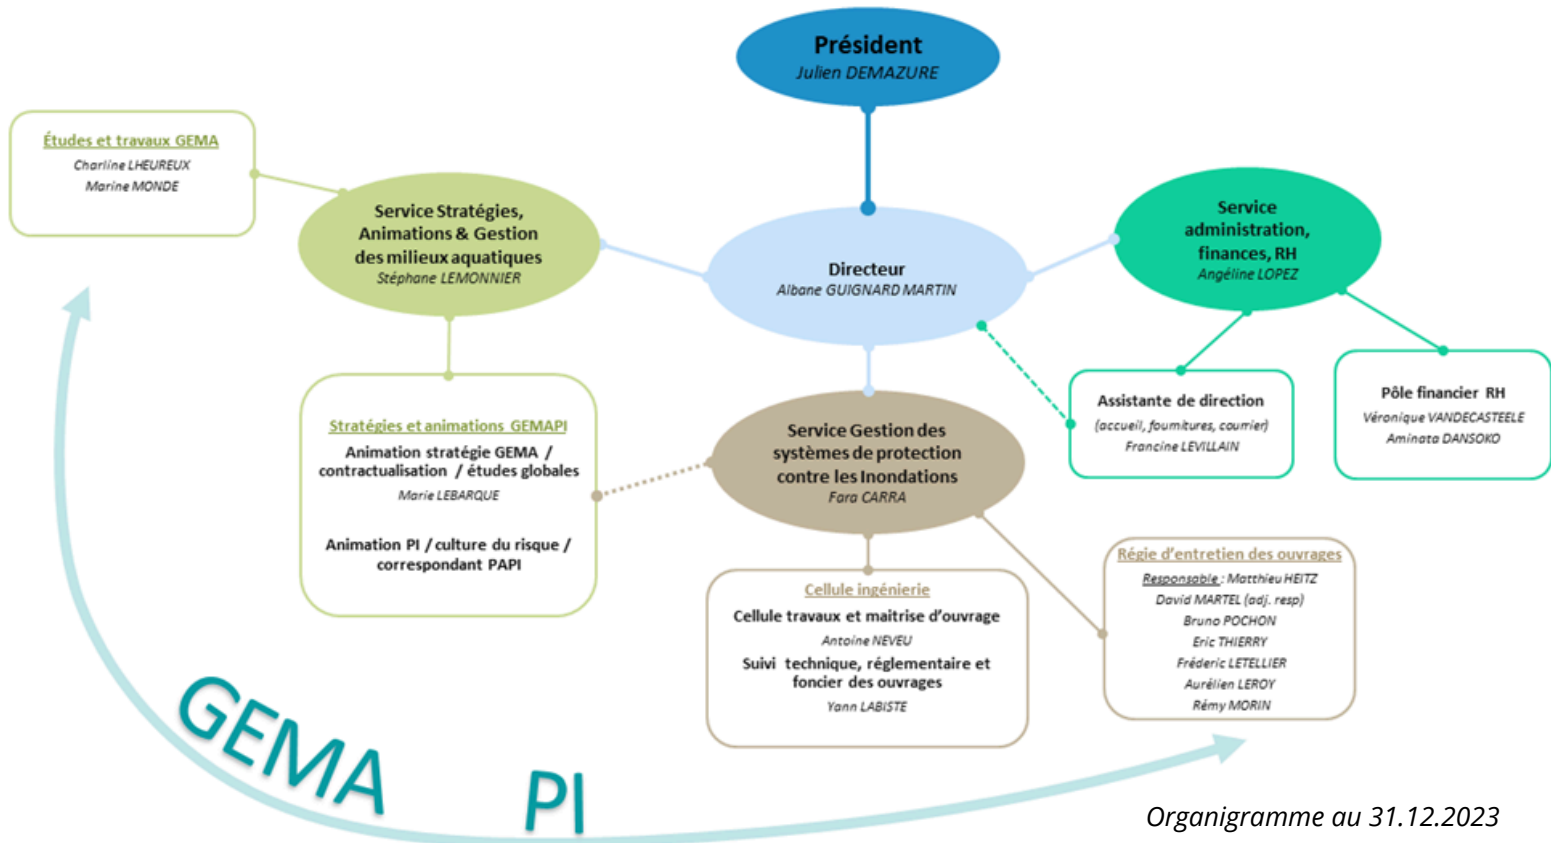 Président
Julien DEMAZURE
Études et travaux GEMA
Charline LHEUREUX
Marine MONDE
Service Stratégies,
Animations & Gestion
des milieux aquatiques
Stéphane LEMONNIER
Directeur
Albane GUIGNARD MARTIN
Service
administration,
finances, RH
Angéline LOPEZ
Stratégies et animations GEMAPI
Animation stratégie GEMA /
contractualisation / études globales
Marie LEBARQUE
Animation PI / culture du risque /
correspondant PAPI
Service Gestion des
systèmes de protection
contre les Inondations
Fara CARRA
Assistante de direction
(accueil, fournitures, courrier)
Francine LEVILLAIN
Pôle financier RH
Véronique VANDECASTEELE
Aminata DANSOKO
Cellule ingénierie
Cellule travaux et maitrise d'ouvrage
Antoine NEVEU
Suivi technique, réglementaire et
foncier des ouvrages
Yann LABISTE
Régie d'entretien des ouvrages
Responsable : Matthieu HEITZ
David MARTEL (adj. resp)
Bruno POCHON
Eric THIERRY
Fréderic LETELLIER
Aurélien LEROY
Rémy MORIN
GEMA PI
Organigramme au 31.12.2023